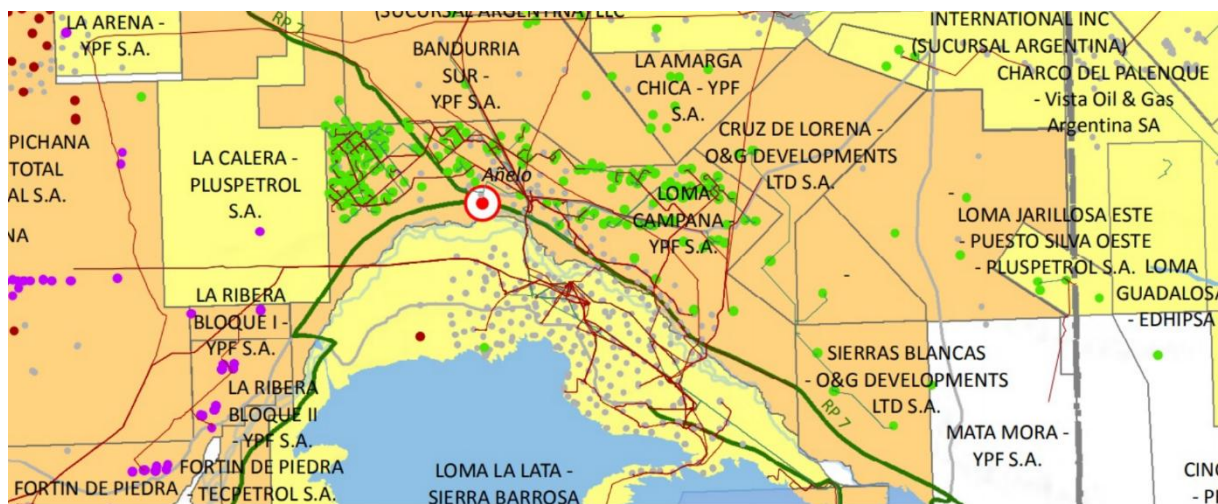 (SUCURSAL ARGENTINA) LLC
LA ARENA -
YPF S.A.
RP 7
BANDURRIA
SUR -
YPF S.A.
LA AMARGA
CHICA - YPF
S.A.
INTERNATIONAL INC
(SUCURSAL ARGENTINA)
CHARCO DEL PALENQUE
- Vista Oil & Gas
Argentina SA
PICHANA
TOTAL
AL S.A.
NA
LA CALERA -
PLUSPETROL
S.A.
Añelo
CRUZ DE LORENA -
O&G DEVELOPMENTS
LTD S.A.
LOMA
CAMPANA -
YPF S.A.
-
LOMA JARILLOSA ESTE
- PUESTO SILVA OESTE
- PLUSPETROL S.A.
-
LOMA
GUADALOSA
- EDHIPSA
LA RIBERA
BLOQUE I -
YPF S.A.
LA RIBERA
BLOQUE II
- YPF S.A.
SIERRAS BLANCAS
- O&G DEVELOPMENTS
LTD S.A.
RP 7
MATA MORA -
YPF S.A.
FORTIN DE PIEDRA
FORTIN DE PIEDRA
- TECPETROL S.A.
LOMA LA LATA -
SIERRA BARROSA
CINC
- P